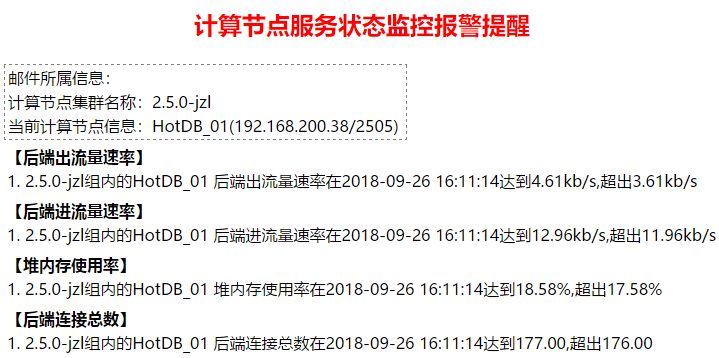 计算节点服务状态监控报警提醒
邮件所属信息：
计算节点集群名称：2.5.0-jzl
当前计算节点信息：HotDB_01(192.168.200.38/2505)
【后端出流量速率】
1. 2.5.0-jzl组内的HotDB_01 后端出流量速率在2018-09-26 16:11:14达到4.61kb/s,超出3.61kb/s
【后端进流量速率】
1. 2.5.0-jzl组内的HotDB_01 后端进流量速率在2018-09-26 16:11:14达到12.96kb/s,超出11.96kb/s
【堆内存使用率】
1. 2.5.0-jzl组内的HotDB_01 堆内存使用率在2018-09-26 16:11:14达到18.58%,超出17.58%
【后端连接总数】
1. 2.5.0-jzl组内的HotDB_01 后端连接总数在2018-09-26 16:11:14达到177.00,超出176.00